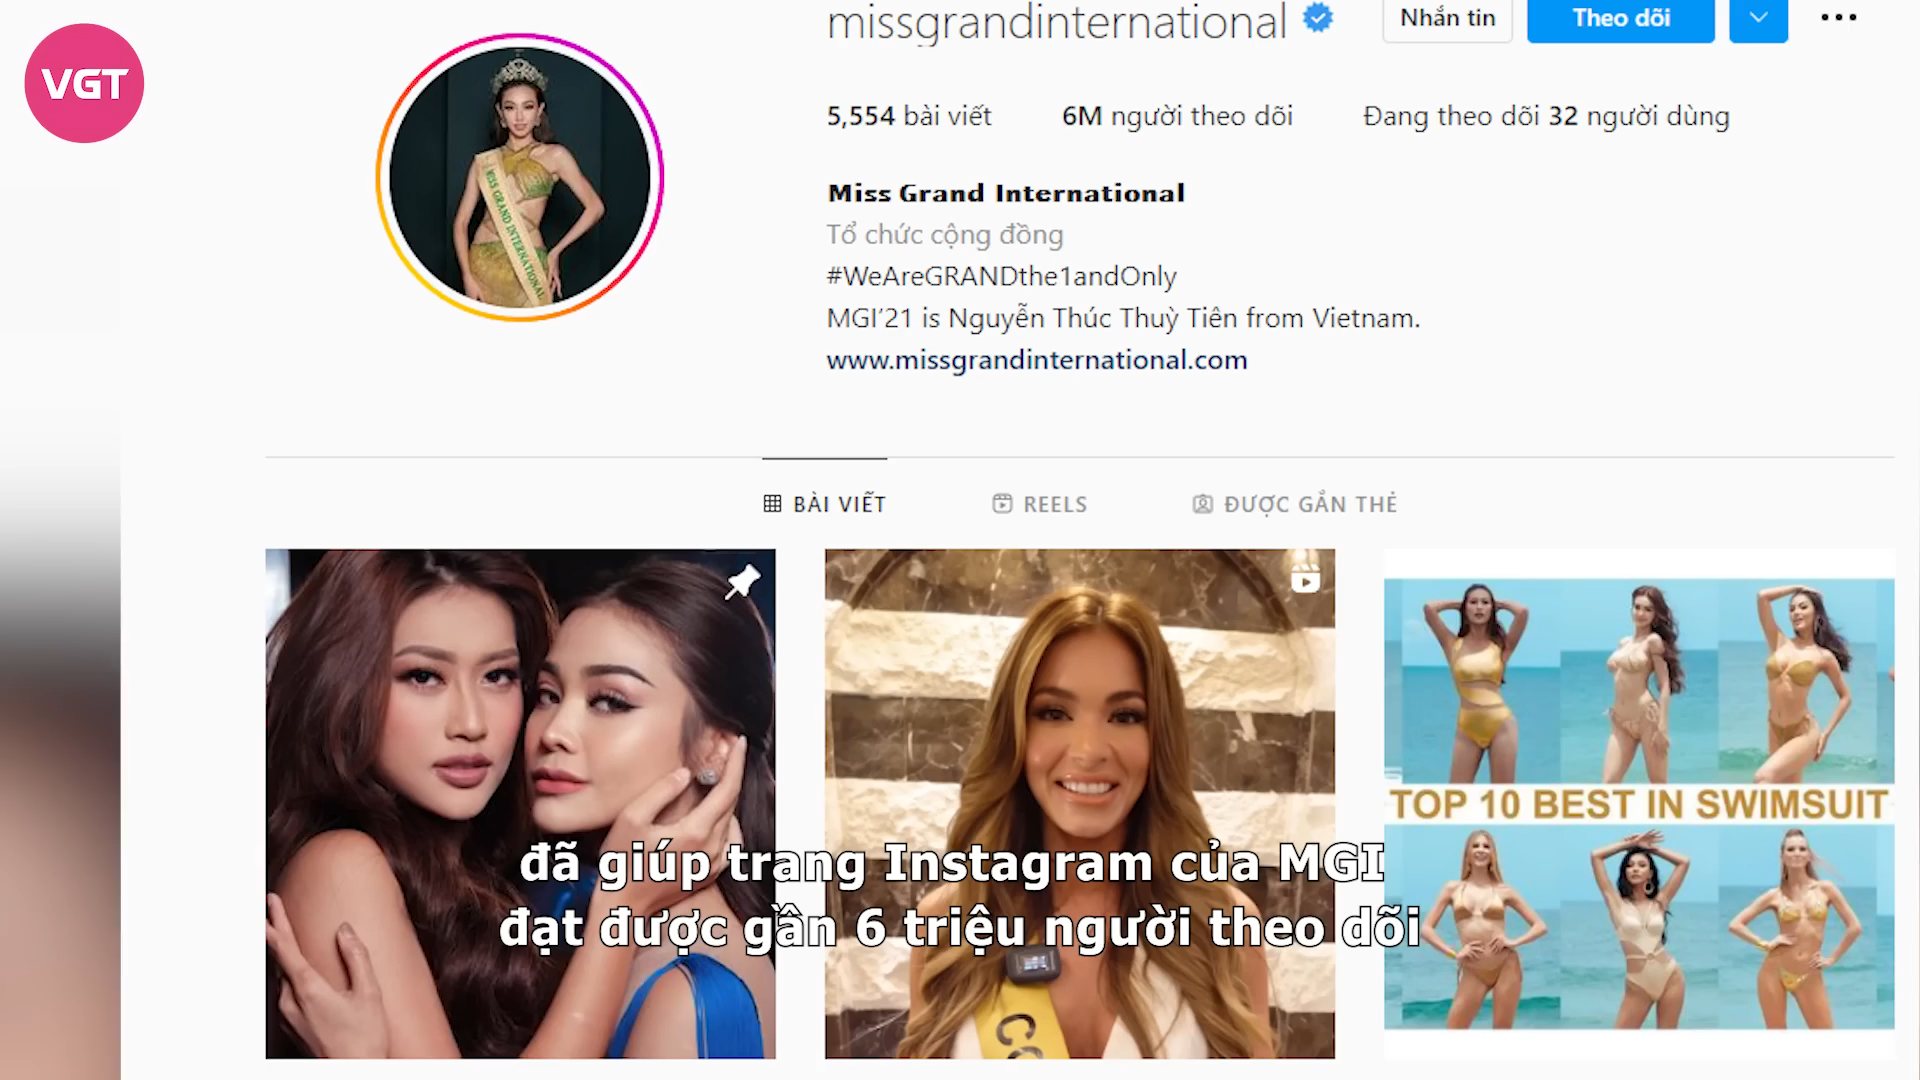 VGT
missgrandinternational
Nhắn tin
Theo dõi
5,554 bài viết
6M người theo dõi
Đang theo dõi 32 người dùng
Miss Grand International
Tổ chức cộng đồng
#WeAreGRANDthe1andOnly
MGI'21 is Nguyễn Thúc Thuỳ Tiên from Vietnam.
www.missgrandinternational.com
MISS GRAND INTERNATIONAL
BÀI VIẾT
REELS
ĐƯỢC GẮN THẺ
TOP 10 BEST IN SWIMSUIT
đã giúp trang Instagram của MGI
đạt được gần 6 triệu người theo dõi